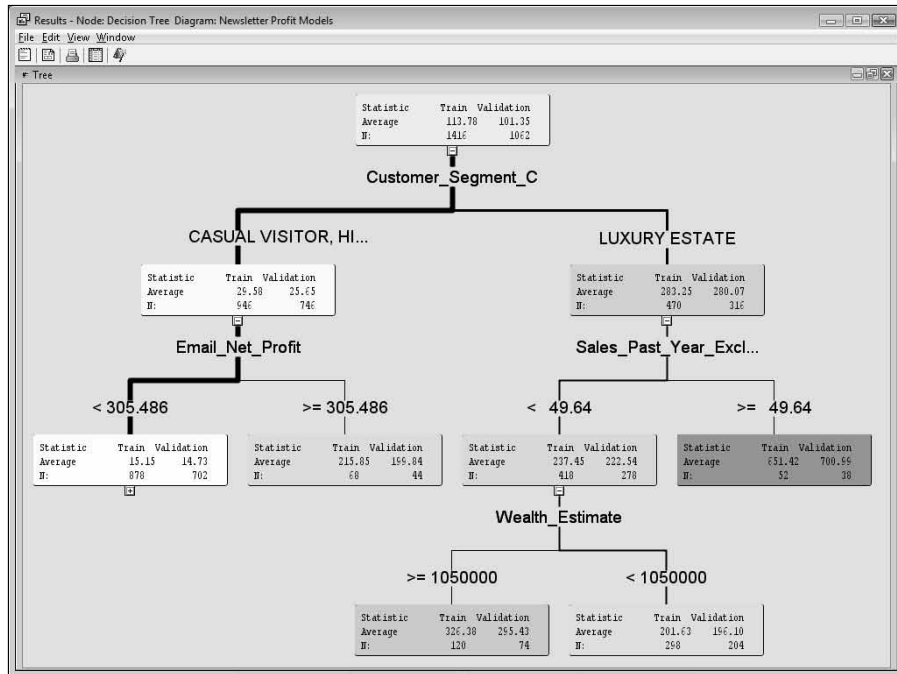 Results - Node: Decision Tree Diagram: Newsletter Profit Models
File Edit View Window
Tree
Statistic Train Validation
Average 113.78 101.35
N: 1416 1062
Customer_Segment_C
CASUAL VISITOR, HI...
LUXURY ESTATE
Statistic Train Validation
Average 29.58 25.65
N: 946 746
Statistic Train Validation
Average 283.25 280.07
N: 470 316
Email_Net_Profit
Sales_Past_Year_Excl...
< 305.486
>= 305.486
< 49.64
>= 49.64
Statistic Train Validation
Average 15.15 14.73
N: 878 702
Statistic Train Validation
Average 215.85 199.84
N: 68 44
Statistic Train Validation
Average 237.45 222.54
N: 418 278
Statistic Train Validation
Average 651.42 700.99
N: 52 38
Wealth_Estimate
>= 1050000
< 1050000
Statistic Train Validation
Average 326.38 295.43
N: 120 74
Statistic Train Validation
Average 201.63 196.10
N: 298 204